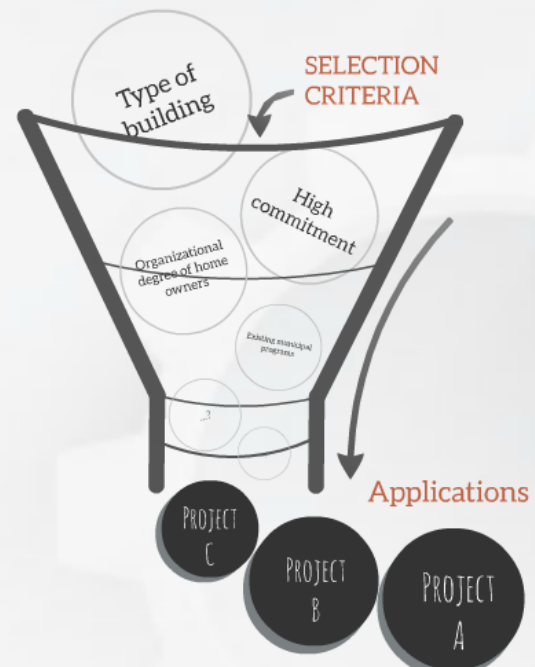 SELECTION
CRITERIA
Type of
building
High
commitment
Organizational
degree of home
owners
Existing municipal
programs
...?
Applications
PROJECT
C
PROJECT
B
PROJECT
A